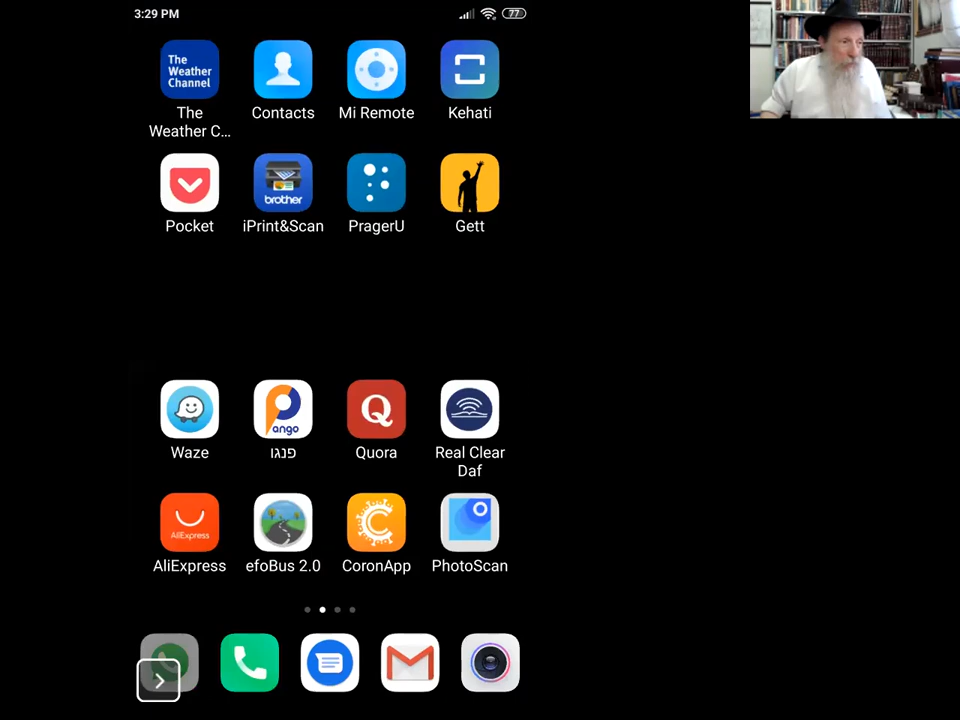 3:29 PM
77
The
Weather
Channel
The
Weather C...
Contacts
Mi Remote
Kehati
brother
Pocket
iPrint&Scan
PragerU
Gett
ango
Q
Waze
פנגו
Quora
Real Clear
Daf
AliExpress
AliExpress
efoBus 2.0
CoronApp
PhotoScan